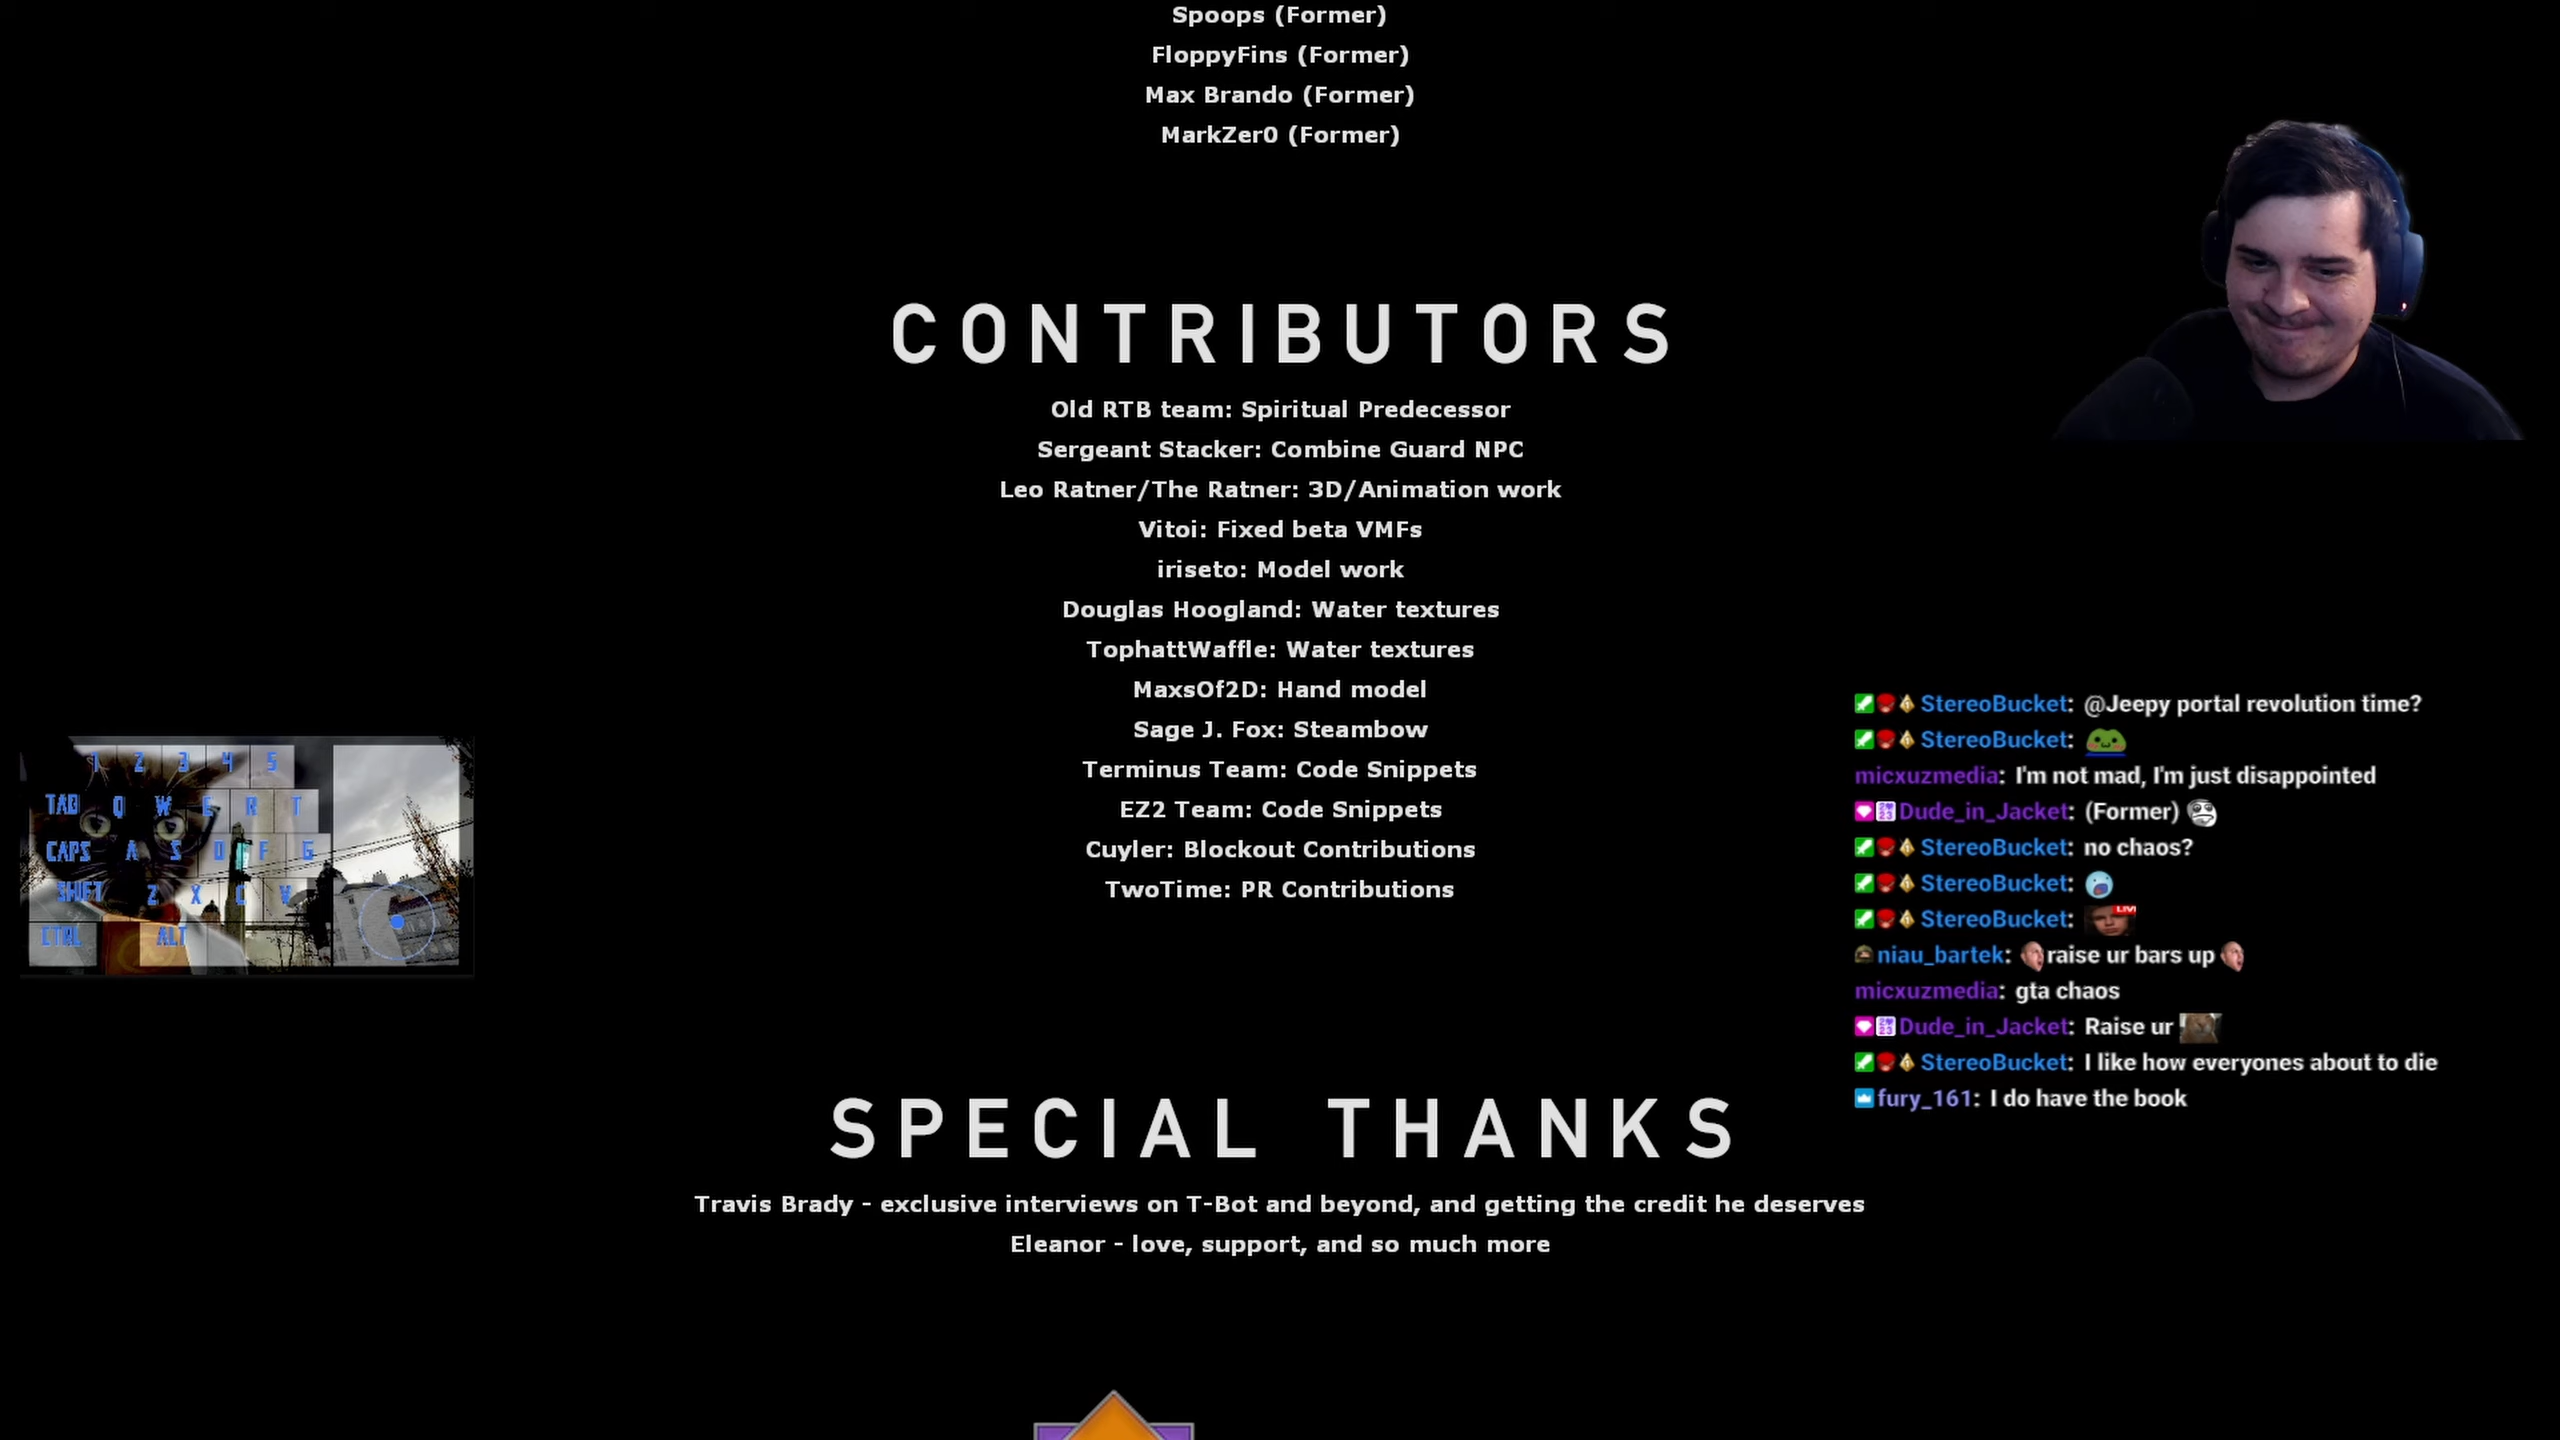 Spoops (Former)
FloppyFins (Former)
Max Brando (Former)
MarkZer0 (Former)
CONTRIBUTORS
Old RTB team: Spiritual Predecessor
Sergeant Stacker: Combine Guard NPC
Leo Ratner/The Ratner: 3D/Animation work
Vitoi: Fixed beta VMFs
iriseto: Model work
Douglas Hoogland: Water textures
TophattWaffle: Water textures
MaxsOf2D: Hand model
Sage J. Fox: Steambow
Terminus Team: Code Snippets
EZ2 Team: Code Snippets
Cuyler: Blockout Contributions
TwoTime: PR Contributions
SPECIAL THANKS
Travis Brady - exclusive interviews on T-Bot and beyond, and getting the credit he deserves
Eleanor - love, support, and so much more
1 2 3 4 5
TAB Q W E R T
CAPS A S D F G
SHIFT Z X C V
CTRL ALT
StereoBucket: @Jeepy portal revolution time?
StereoBucket:
micxuzmedia: I'm not mad, I'm just disappointed
Dude_in_Jacket: (Former)
StereoBucket: no chaos?
StereoBucket:
StereoBucket: LIVE
niau_bartek: raise ur bars up
micxuzmedia: gta chaos
Dude_in_Jacket: Raise ur
StereoBucket: I like how everyones about to die
fury_161: I do have the book